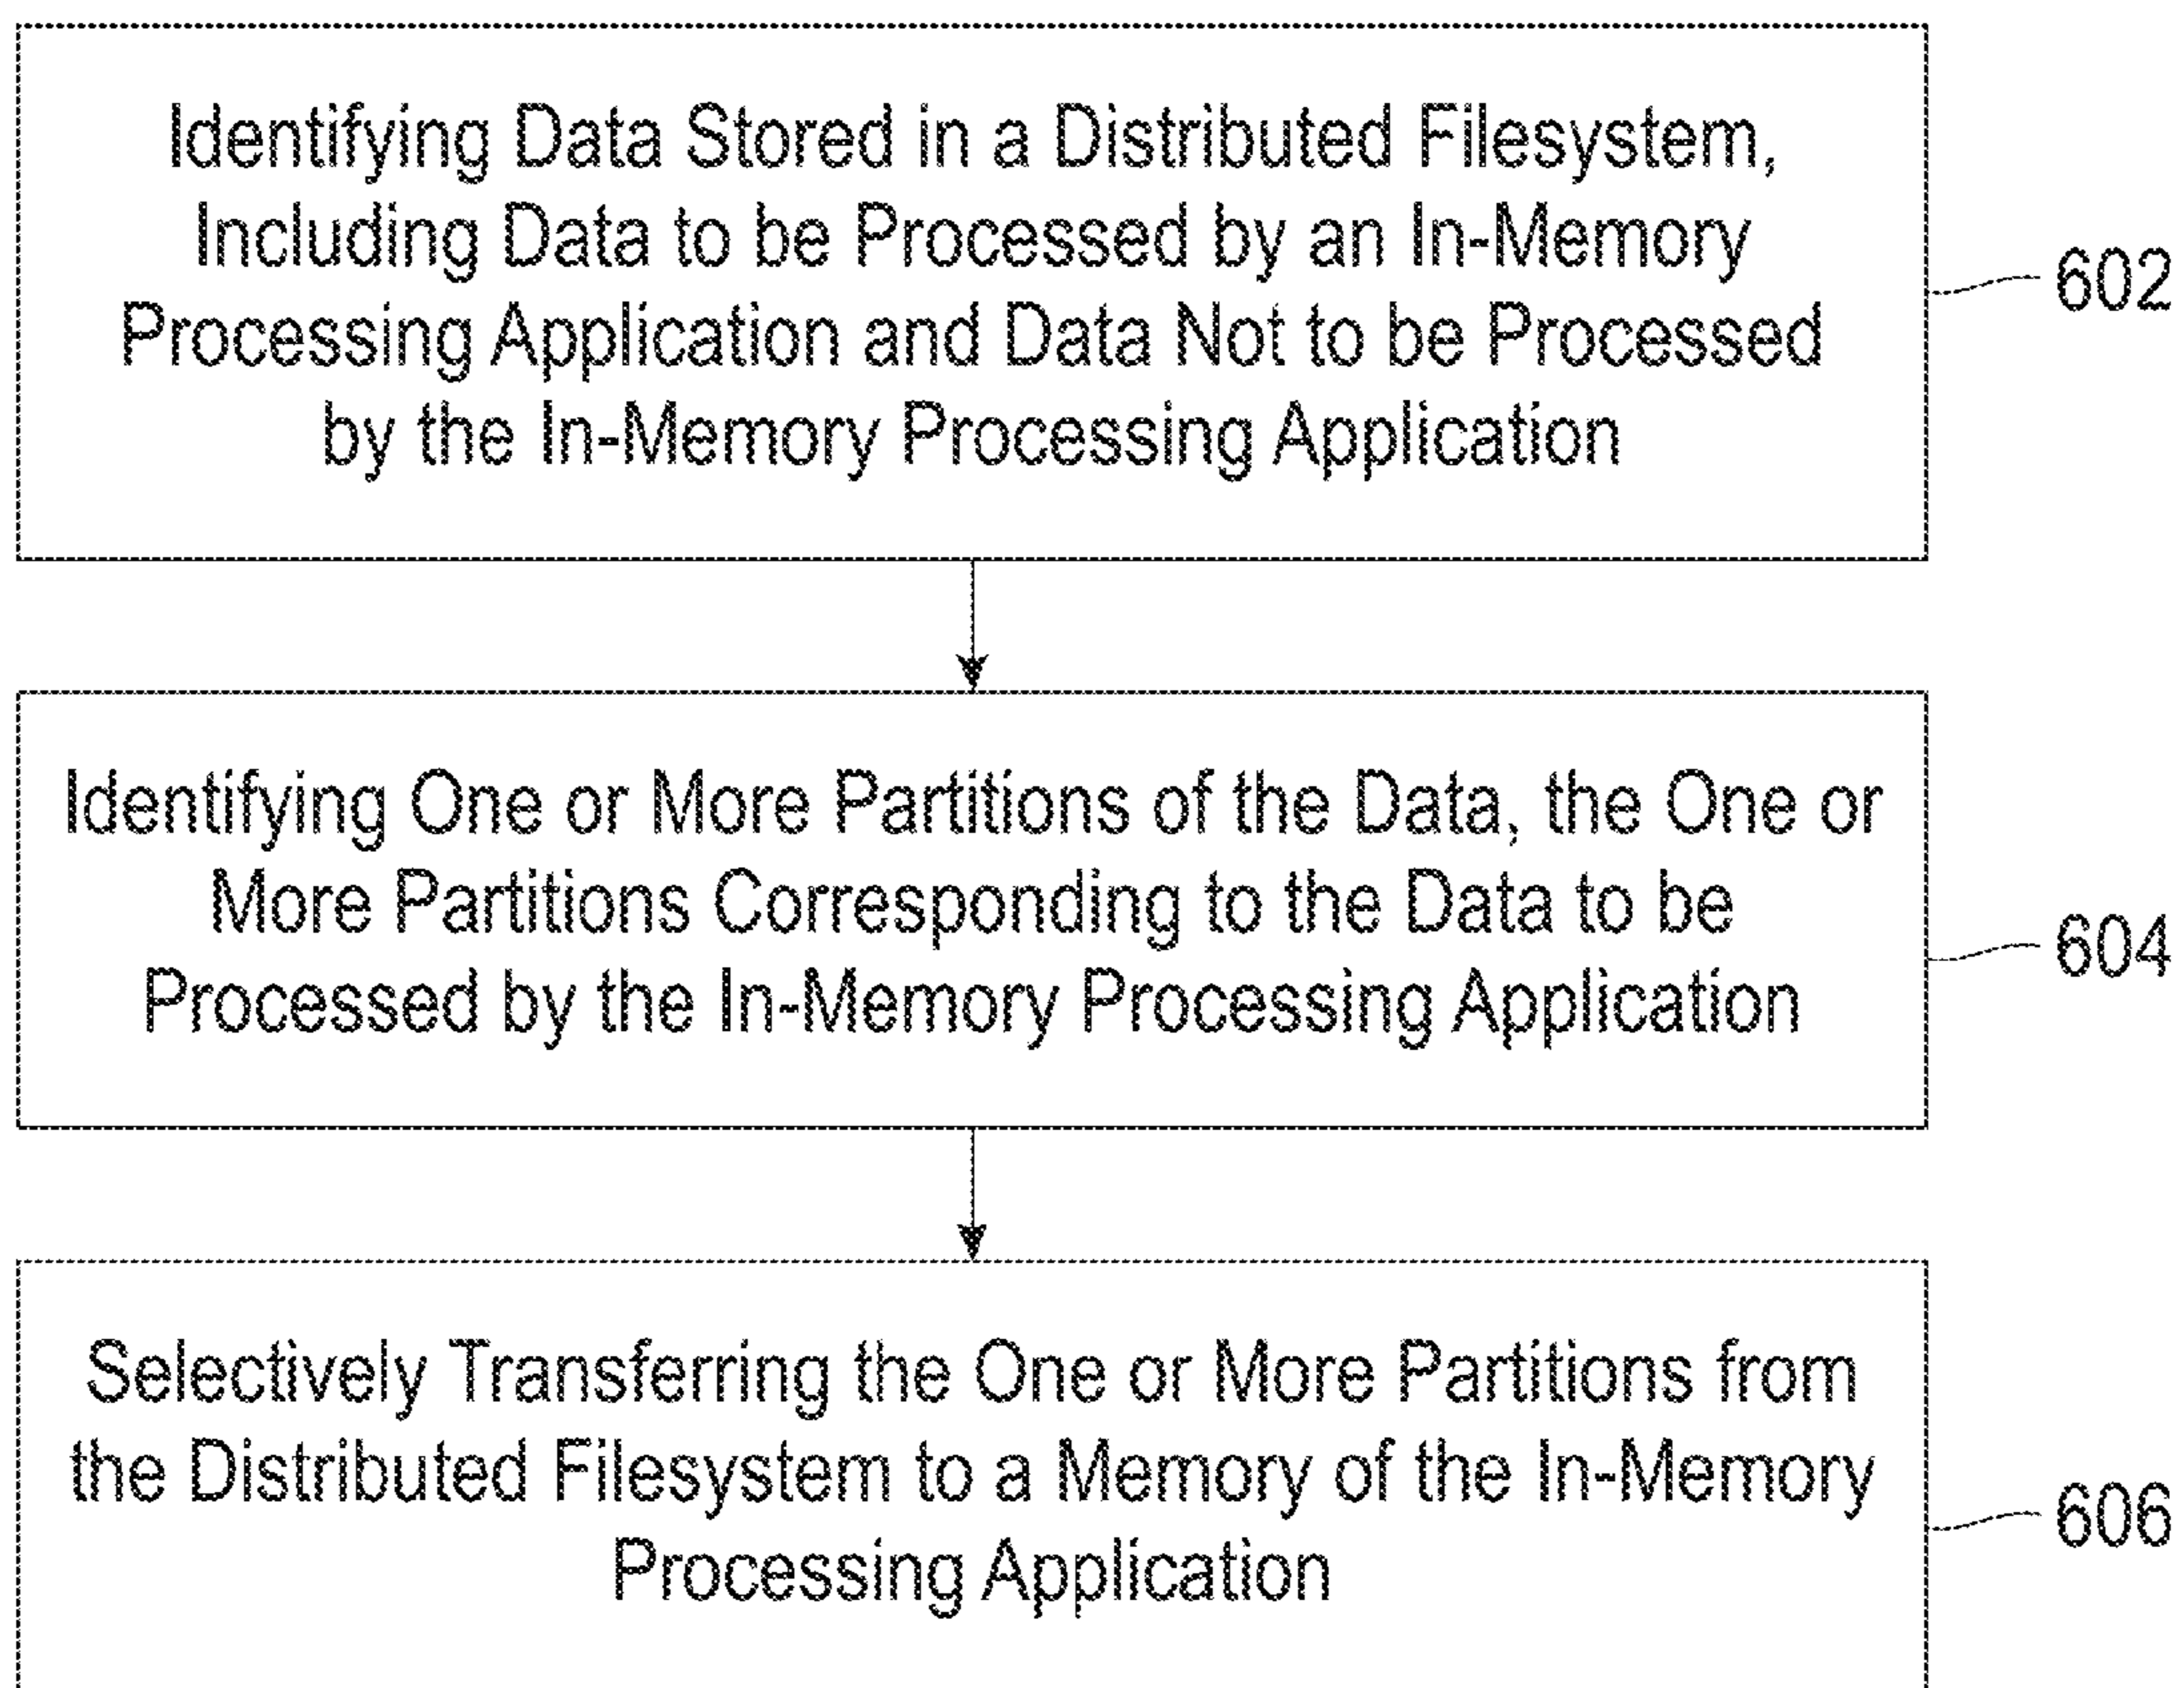 Identifying Data Stored in a Distributed Filesystem,
Including Data to be Processed by an In-Memory
Processing Application and Data Not to be Processed
by the In-Memory Processing Application
602
Identifying One or More Partitions of the Data, the One or
More Partitions Corresponding to the Data to be
Processed by the In-Memory Processing Application
604
Selectively Transferring the One or More Partitions from
the Distributed Filesystem to a Memory of the In-Memory
Processing Application
606